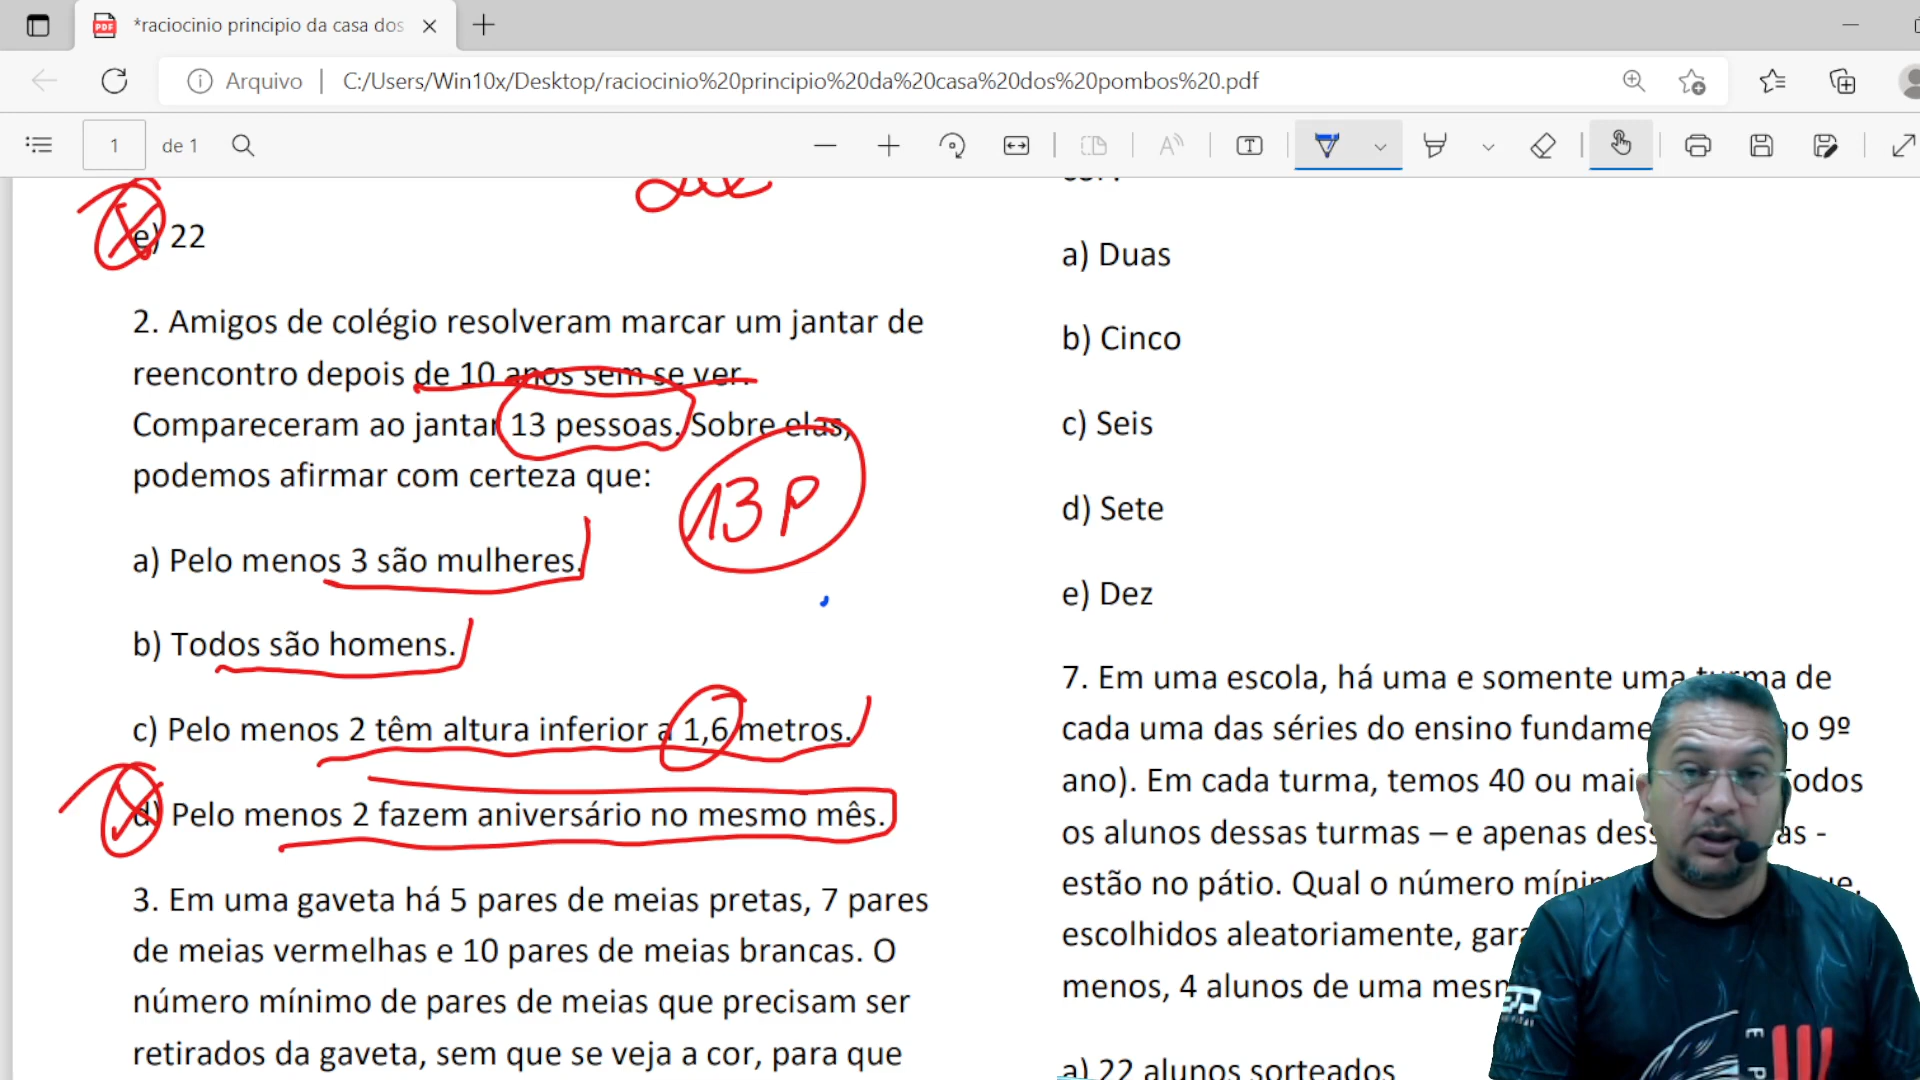 *raciocinio principio da casa dos
Arquivo
C:/Users/Win10x/Desktop/raciocinio%20principio%20da%20casa%20dos%20pombos%20.pdf
1 de 1
e) 22
2. Amigos de colégio resolveram marcar um jantar de
reencontro depois de 10 anos sem se ver.
Compareceram ao jantar 13 pessoas. Sobre elas,
podemos afirmar com certeza que:
13 P
a) Pelo menos 3 são mulheres.
b) Todos são homens.
c) Pelo menos 2 têm altura inferior a 1,6 metros.
d) Pelo menos 2 fazem aniversário no mesmo mês.
3. Em uma gaveta há 5 pares de meias pretas, 7 pares
de meias vermelhas e 10 pares de meias brancas. O
número mínimo de pares de meias que precisam ser
retirados da gaveta, sem que se veja a cor, para que
a) Duas
b) Cinco
c) Seis
d) Sete
e) Dez
7. Em uma escola, há uma e somente uma turma de
cada uma das séries do ensino fundame 9º
ano). Em cada turma, temos 40 ou mai
os alunos dessas turmas – e apenas des -
estão no pátio. Qual o número
escolhidos aleatoriamente,
menos, 4 alunos de uma
a) 22 alunos sorteados